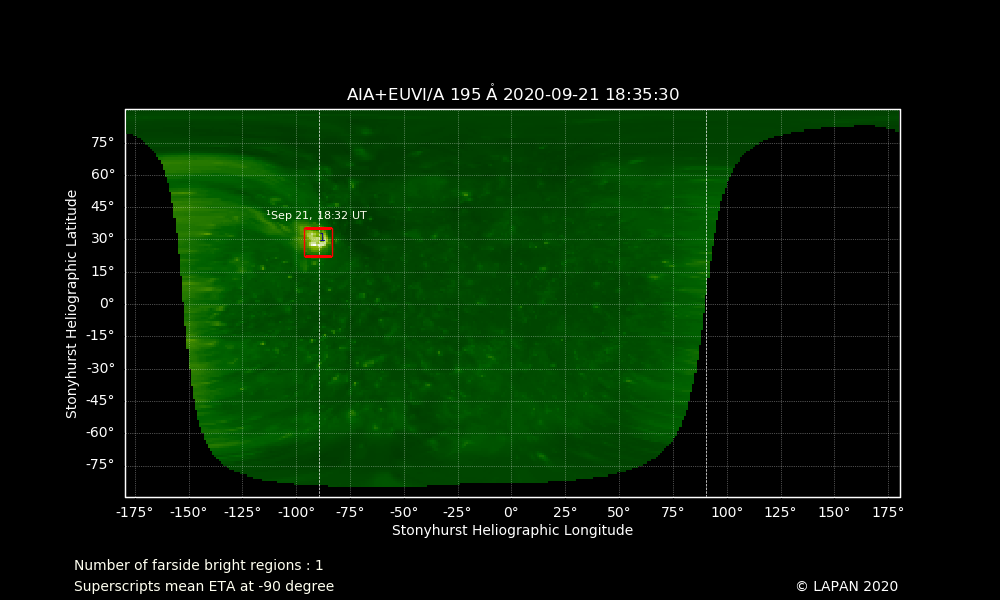 AIA+EUVI/A 195 Å 2020-09-21 18:35:30
75°
60°
45°
30°
15°
0°
-15°
-30°
-45°
-60°
-75°
Stonyhurst Heliographic Latitude
¹Sep 21, 18:32 UT
1
-175° -150° -125° -100° -75° -50° -25° 0° 25° 50° 75° 100° 125° 150° 175°
Stonyhurst Heliographic Longitude
Number of farside bright regions : 1
Superscripts mean ETA at -90 degree
© LAPAN 2020